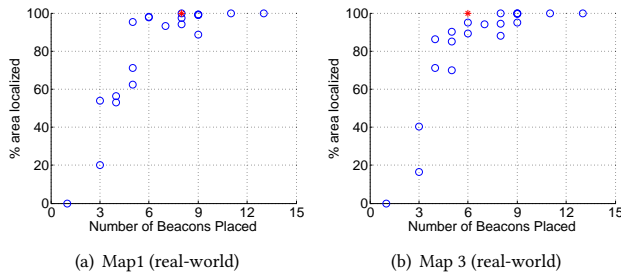 100
80
60
40
20
0
% area localized
0 3 6 9 12 15
Number of Beacons Placed
(a) Map1 (real-world)
100
80
60
40
20
0
% area localized
0 3 6 9 12 15
Number of Beacons Placed
(b) Map 3 (real-world)